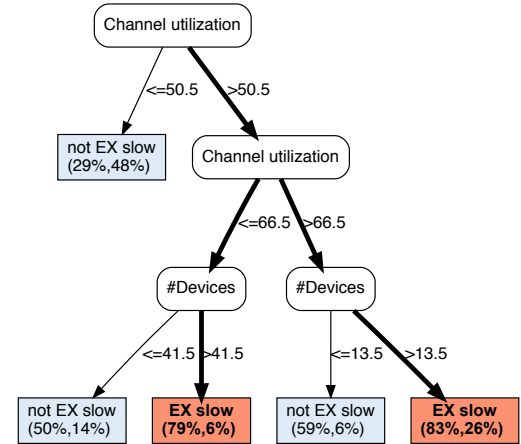 Channel utilization
<=50.5
>50.5
not EX slow
(29%,48%)
Channel utilization
<=66.5
>66.5
#Devices
#Devices
<=41.5
>41.5
<=13.5
>13.5
not EX slow
(50%,14%)
EX slow
(79%,6%)
not EX slow
(59%,6%)
EX slow
(83%,26%)